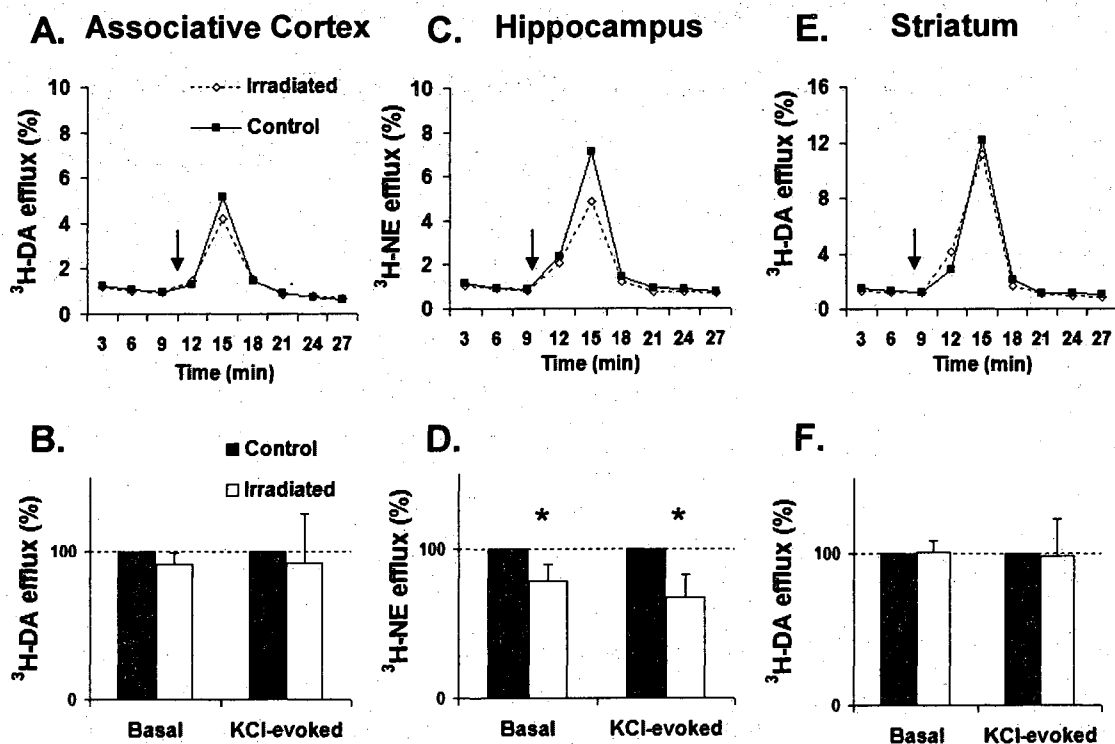 A. Associative Cortex
³H-DA efflux (%)
10
8
6
4
2
0
Irradiated
Control
3 6 9 12 15 18 21 24 27
Time (min)
C. Hippocampus
³H-NE efflux (%)
10
8
6
4
2
0
3 6 9 12 15 18 21 24 27
Time (min)
E. Striatum
³H-DA efflux (%)
16
12
8
4
0
3 6 9 12 15 18 21 24 27
Time (min)
B.
³H-DA efflux (%)
Control
Irradiated
100
0
Basal KCl-evoked
D.
³H-NE efflux (%)
* *
100
0
Basal KCl-evoked
F.
³H-DA efflux (%)
100
0
Basal KCl-evoked